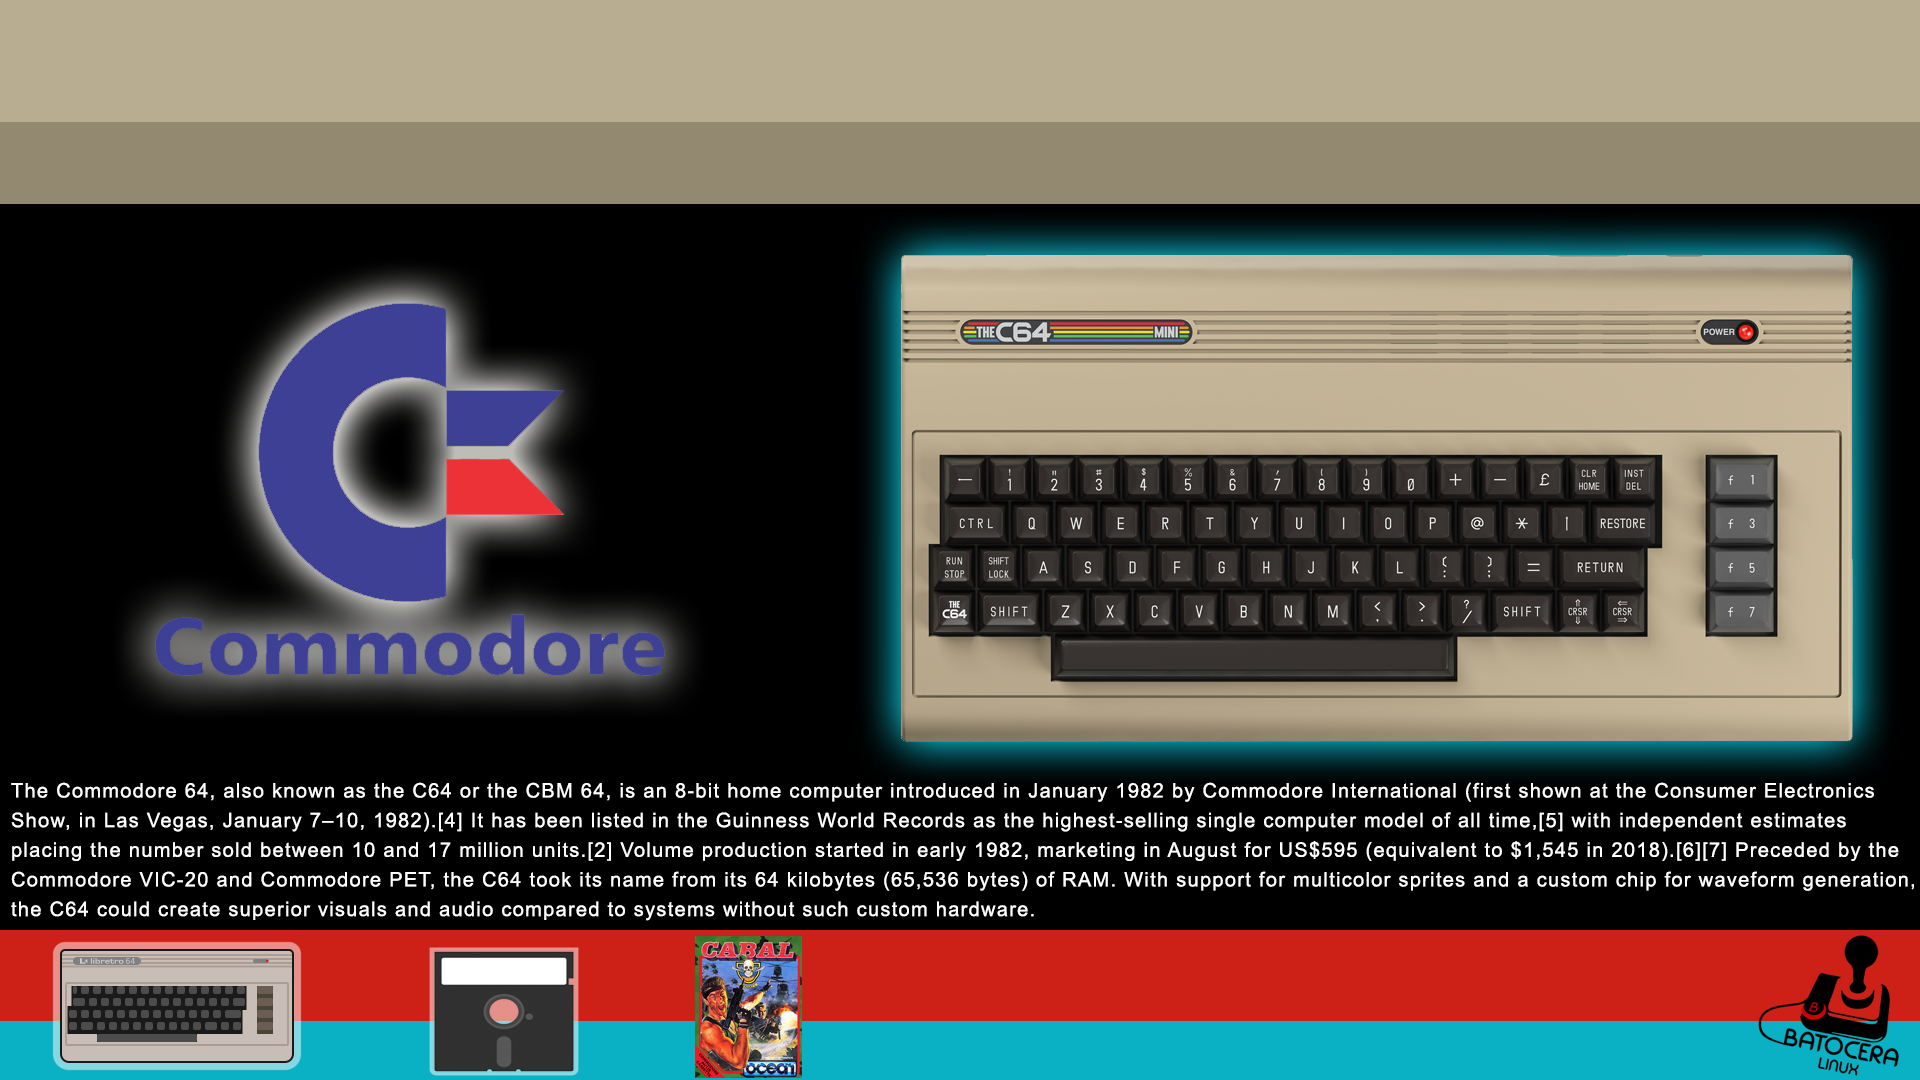 THE C64 MINI
POWER
! " # $ % & ' ( )
1 2 3 4 5 6 7 8 9 0 + - £ CLR HOME INST DEL
f 1
CTRL Q W E R T Y U I O P @ * ↑ RESTORE
f 3
RUN STOP SHIFT LOCK A S D F G H J K L [ : ] ; = RETURN
f 5
THE C64 SHIFT Z X C V B N M < , > . ? / SHIFT ⇑ CRSR ⇓ ⇐ CRSR ⇒
f 7
Commodore
The Commodore 64, also known as the C64 or the CBM 64, is an 8-bit home computer introduced in January 1982 by Commodore International (first shown at the Consumer Electronics
Show, in Las Vegas, January 7–10, 1982).[4] It has been listed in the Guinness World Records as the highest-selling single computer model of all time,[5] with independent estimates
placing the number sold between 10 and 17 million units.[2] Volume production started in early 1982, marketing in August for US$595 (equivalent to $1,545 in 2018).[6][7] Preceded by the
Commodore VIC-20 and Commodore PET, the C64 took its name from its 64 kilobytes (65,536 bytes) of RAM. With support for multicolor sprites and a custom chip for waveform generation,
the C64 could create superior visuals and audio compared to systems without such custom hardware.
libretro 64
CABAL
ocean
B
BATOCERA
LINUX